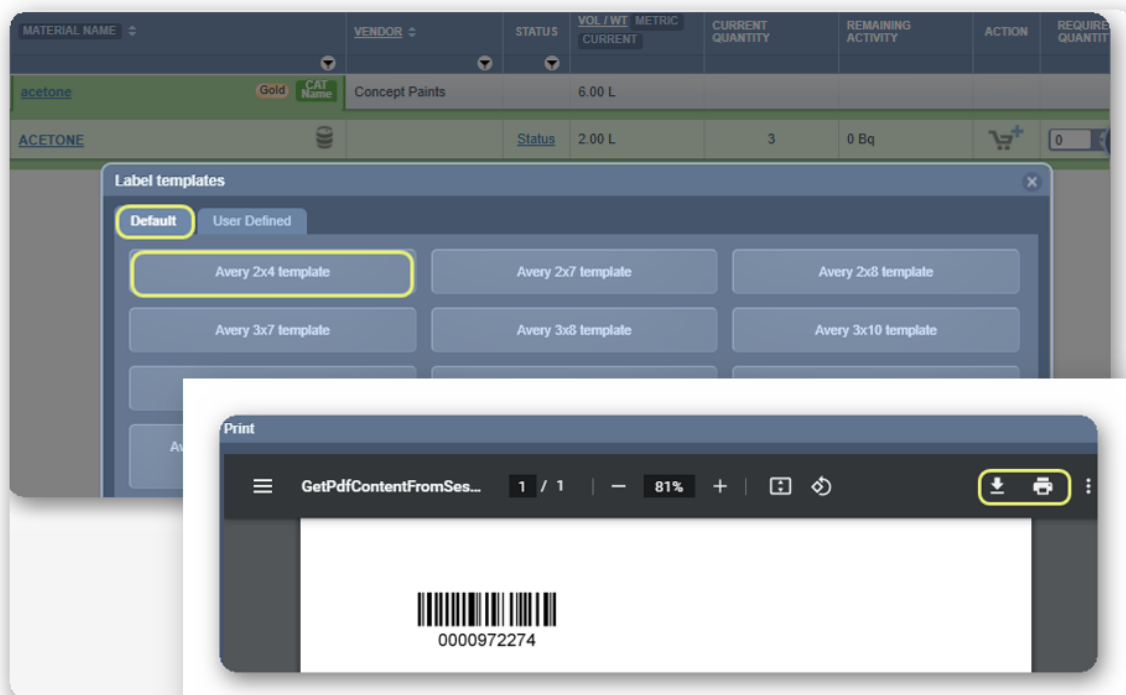 MATERIAL NAME VENDOR STATUS VOL / WT METRIC CURRENT CURRENT QUANTITY REMAINING ACTIVITY ACTION
acetone Gold CAT Name Concept Paints 6.00 L
ACETONE Status 2.00 L 3 0 Bq 0
Label templates
Default User Defined
Avery 2x4 template Avery 2x7 template Avery 2x8 template
Avery 3x7 template Avery 3x8 template Avery 3x10 template
Print
GetPdfContentFromSes... 1 / 1 81%
0000972274